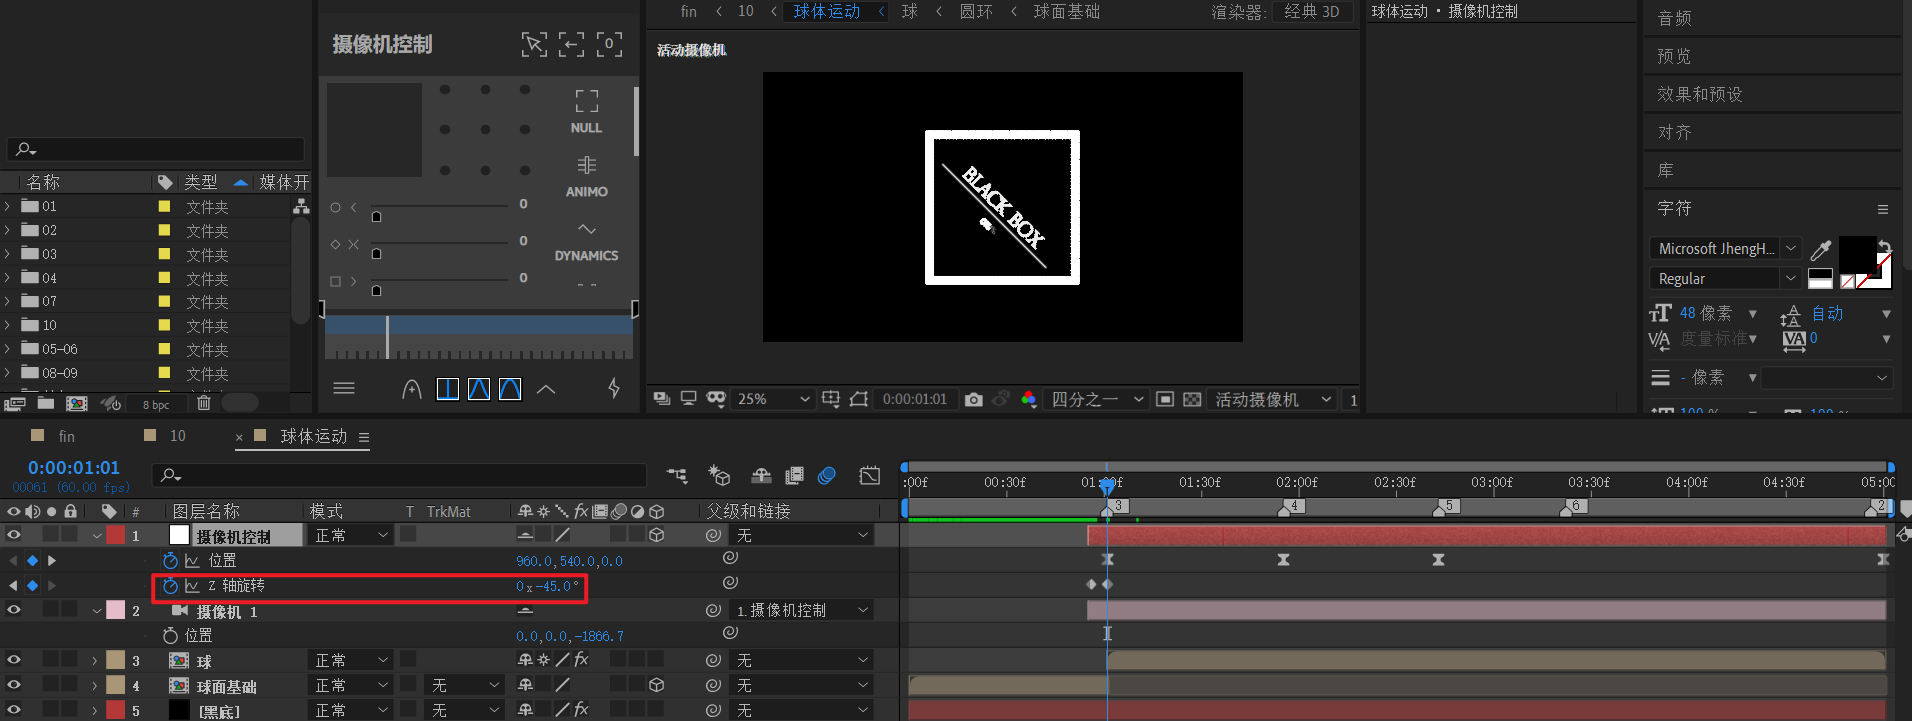 fin < 10 < 球体运动 < 球 < 圆环 < 球面基础 渲染器: 经典 3D
球体运动 • 摄像机控制
音频
摄像机控制
0
活动摄像机
预览
效果和预设
NULL
对齐
库
ANIMO
名称 类型 媒体开
01 文件夹
02 文件夹
03 文件夹
04 文件夹
07 文件夹
10 文件夹
05-06 文件夹
08-09 文件夹
8 bpc
0
0
0
DYNAMICS
BLACK BOX
字符
Microsoft JhengH...
Regular
48 像素 自动
度量标准 0
- 像素
25% 0:00:01:01 四分之一 活动摄像机 1
fin 10 × 球体运动
0:00:01:01
00061 (60.00 fps)
:00f 00:30f 01:00f 01:30f 02:00f 02:30f 03:00f 03:30f 04:00f 04:30f 05:00
3 4 5 6 2
# 图层名称 模式 T TrkMat fx 父级和链接
1 摄像机控制 正常 无
位置 960.0,540.0,0.0
Z 轴旋转 0x-45.0°
2 摄像机 1 1.摄像机控制
位置 0.0,0.0,-1866.7
3 球 正常 fx 无
4 球面基础 正常 无 无
5 [黑底] 正常 无 fx 无